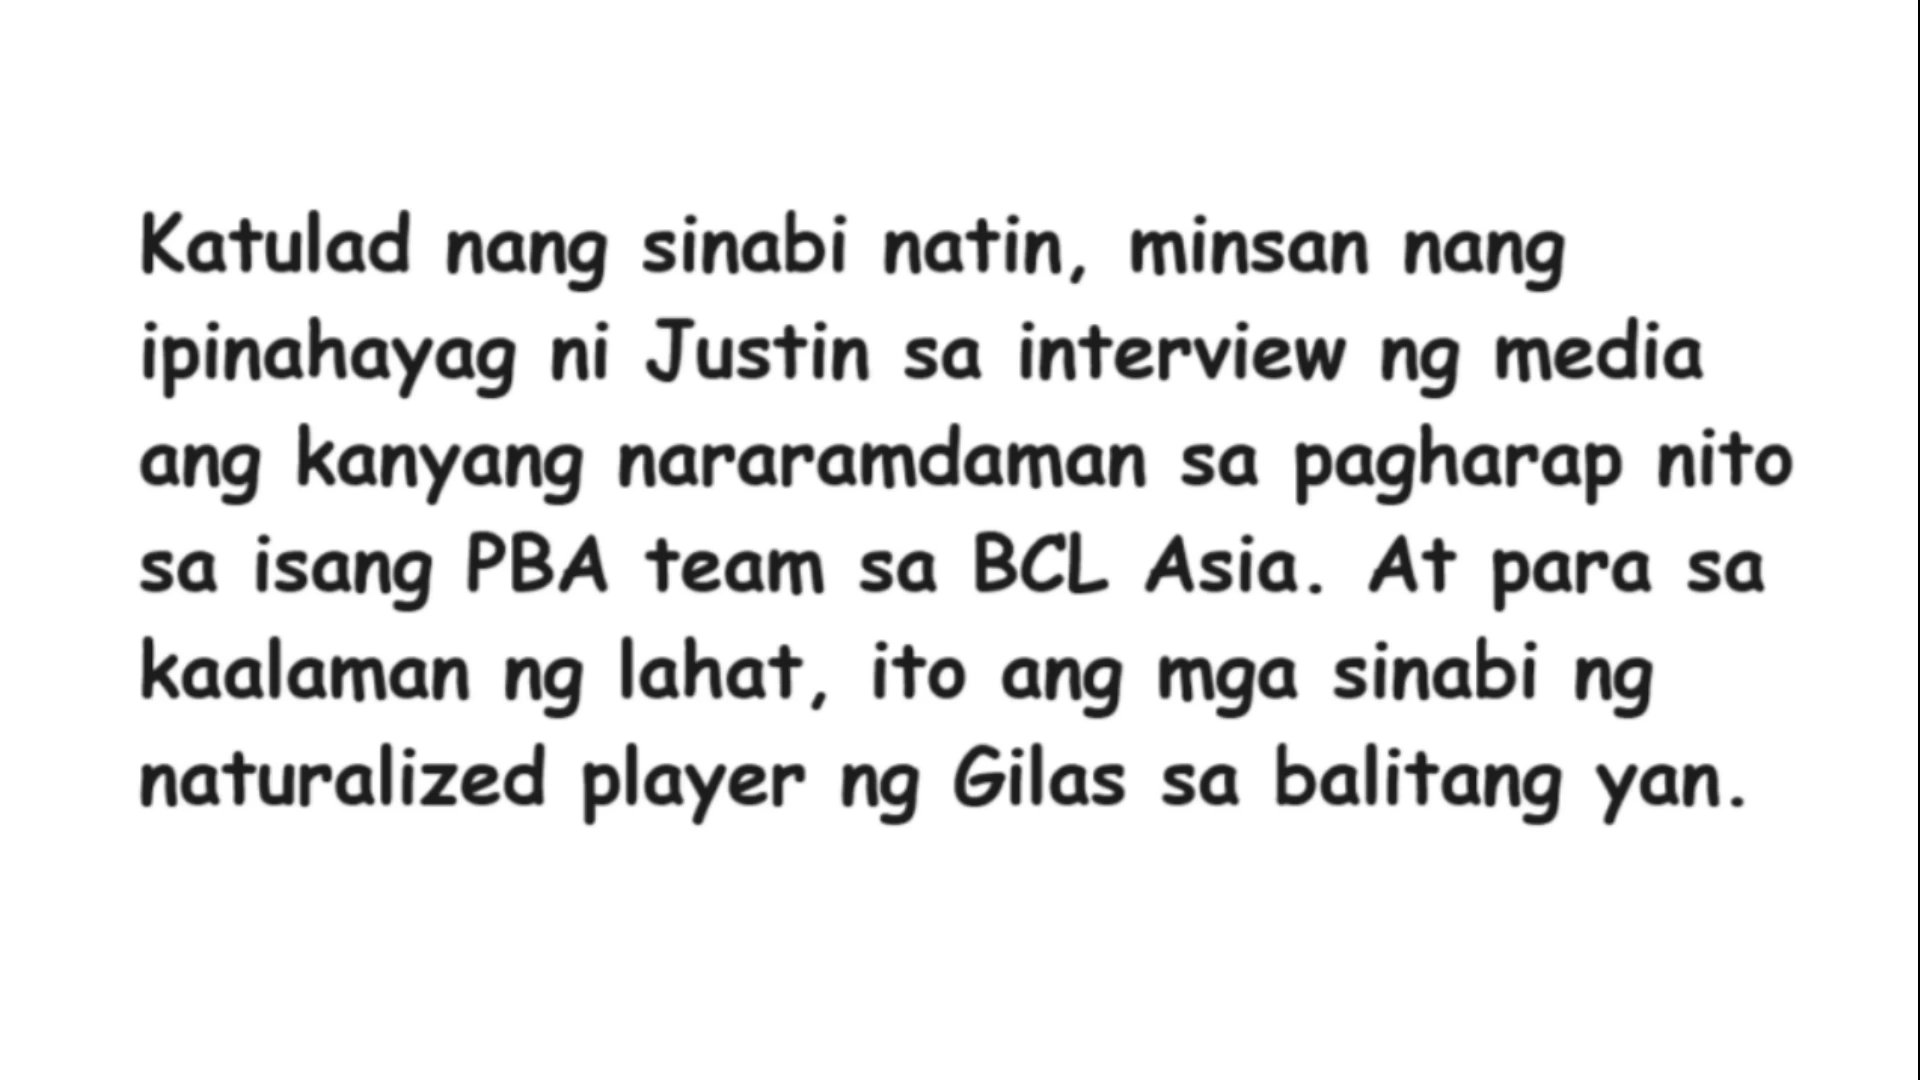 Katulad nang sinabi natin, minsan nang
ipinahayag ni Justin sa interview ng media
ang kanyang nararamdaman sa pagharap nito
sa isang PBA team sa BCL Asia. At para sa
kaalaman ng lahat, ito ang mga sinabi ng
naturalized player ng Gilas sa balitang yan.